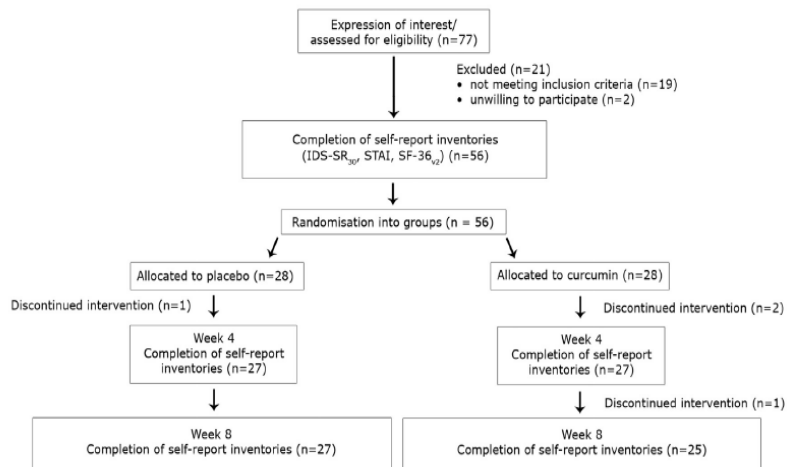 Expression of interest/
assessed for eligibility (n=77)
Excluded (n=21)
• not meeting inclusion criteria (n=19)
• unwilling to participate (n=2)
Completion of self-report inventories
(IDS-SR30, STAI, SF-36v2) (n=56)
Randomisation into groups (n = 56)
Allocated to placebo (n=28)
Allocated to curcumin (n=28)
Discontinued intervention (n=1)
Discontinued intervention (n=2)
Week 4
Completion of self-report
inventories (n=27)
Week 4
Completion of self-report
inventories (n=27)
Discontinued intervention (n=1)
Week 8
Completion of self-report inventories (n=27)
Week 8
Completion of self-report inventories (n=25)